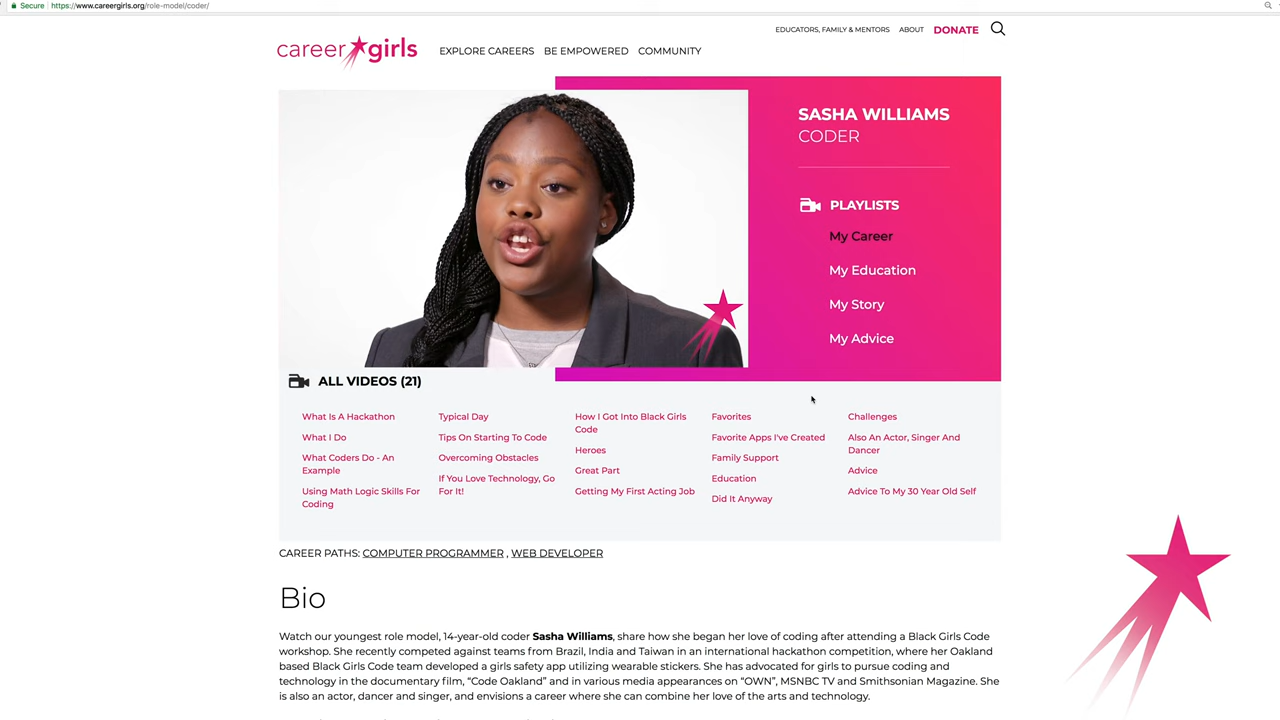 Secure https://www.careergirls.org/role-model/coder/
EDUCATORS, FAMILY & MENTORS ABOUT DONATE
career girls EXPLORE CAREERS BE EMPOWERED COMMUNITY
SASHA WILLIAMS
CODER
PLAYLISTS
My Career
My Education
My Story
My Advice
ALL VIDEOS (21)
What Is A Hackathon
What I Do
What Coders Do - An
Example
Using Math Logic Skills For
Coding
Typical Day
Tips On Starting To Code
Overcoming Obstacles
If You Love Technology, Go
For It!
How I Got Into Black Girls
Code
Heroes
Great Part
Getting My First Acting Job
Favorites
Favorite Apps I've Created
Family Support
Education
Did It Anyway
Challenges
Also An Actor, Singer And
Dancer
Advice
Advice To My 30 Year Old Self
CAREER PATHS: COMPUTER PROGRAMMER , WEB DEVELOPER
Bio
Watch our youngest role model, 14-year-old coder Sasha Williams, share how she began her love of coding after attending a Black Girls Code
workshop. She recently competed against teams from Brazil, India and Taiwan in an international hackathon competition, where her Oakland
based Black Girls Code team developed a girls safety app utilizing wearable stickers. She has advocated for girls to pursue coding and
technology in the documentary film, “Code Oakland” and in various media appearances on “OWN”, MSNBC TV and Smithsonian Magazine. She
is also an actor, dancer and singer, and envisions a career where she can combine her love of the arts and technology.